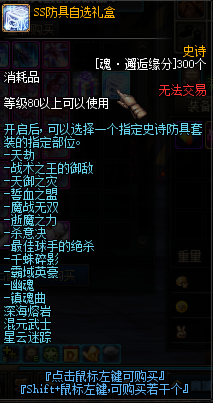 SS防具自选礼盒
史诗
[魂·邂逅缘分]300个
消耗品
无法交易
等级80以上可以使用
开启后, 可以选择一个指定史诗防具套装的指定部位。
-天劫
-战术之王的御敌
-天御之灾
-誓血之盟
-魔战无双
-逝魔之力
-杀意决
-最佳球手的绝杀
-千蛛碎影
-霸域英豪
-幽魂
-镇魂曲
深海熔岩
混元武士
星云迷踪
『点击鼠标左键可购买』
『Shift+鼠标左键,可购买若干个』